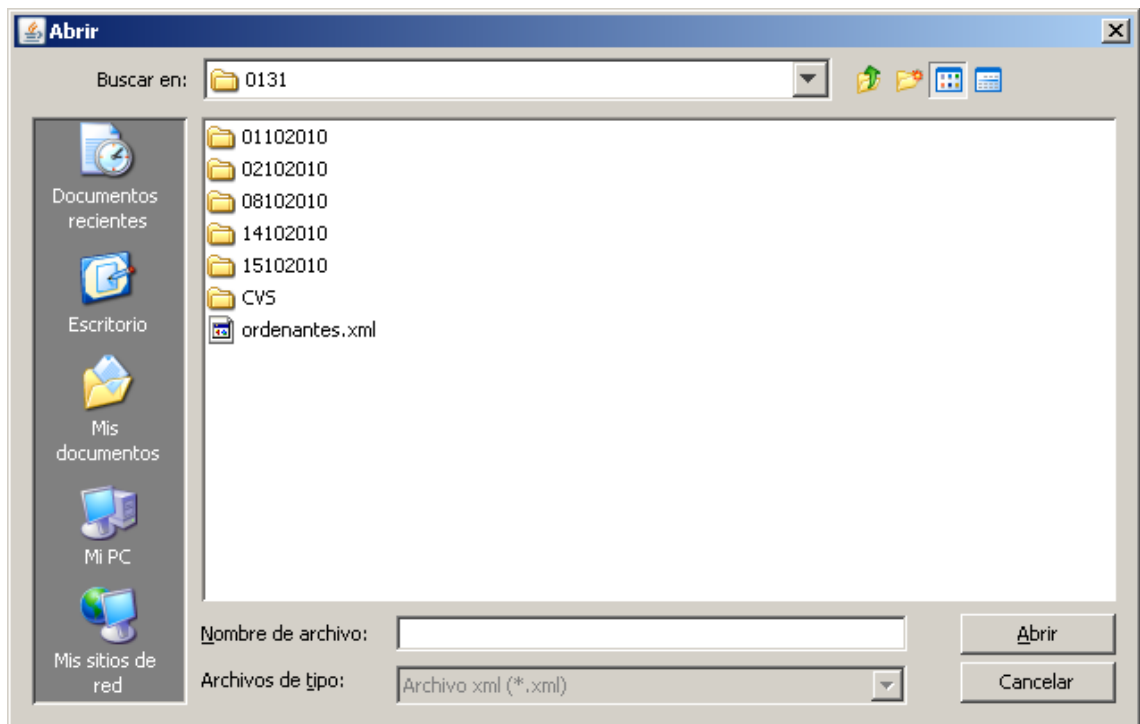 Abrir
Buscar en:
0131
Documentos
recientes
Escritorio
Mis
documentos
Mi PC
Mis sitios de
red
01102010
02102010
08102010
14102010
15102010
CVS
ordenantes.xml
Nombre de archivo:
Abrir
Archivos de tipo:
Archivo xml (*.xml)
Cancelar